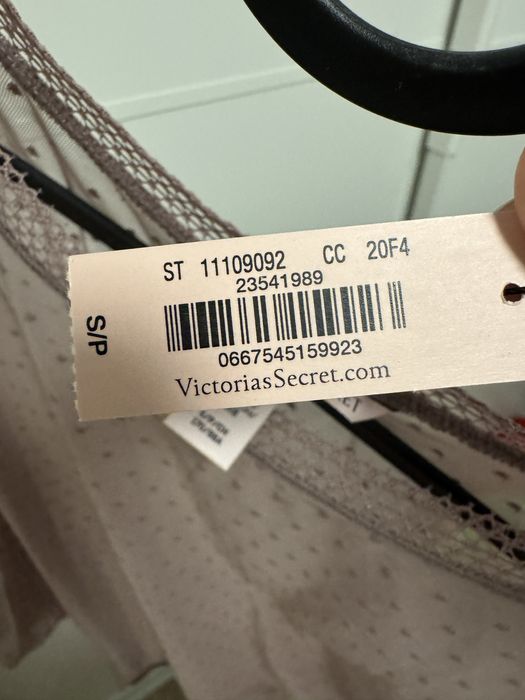 ST 11109092 CC 20F4
23541989
S/P
0667545159923
VictoriasSecret.com